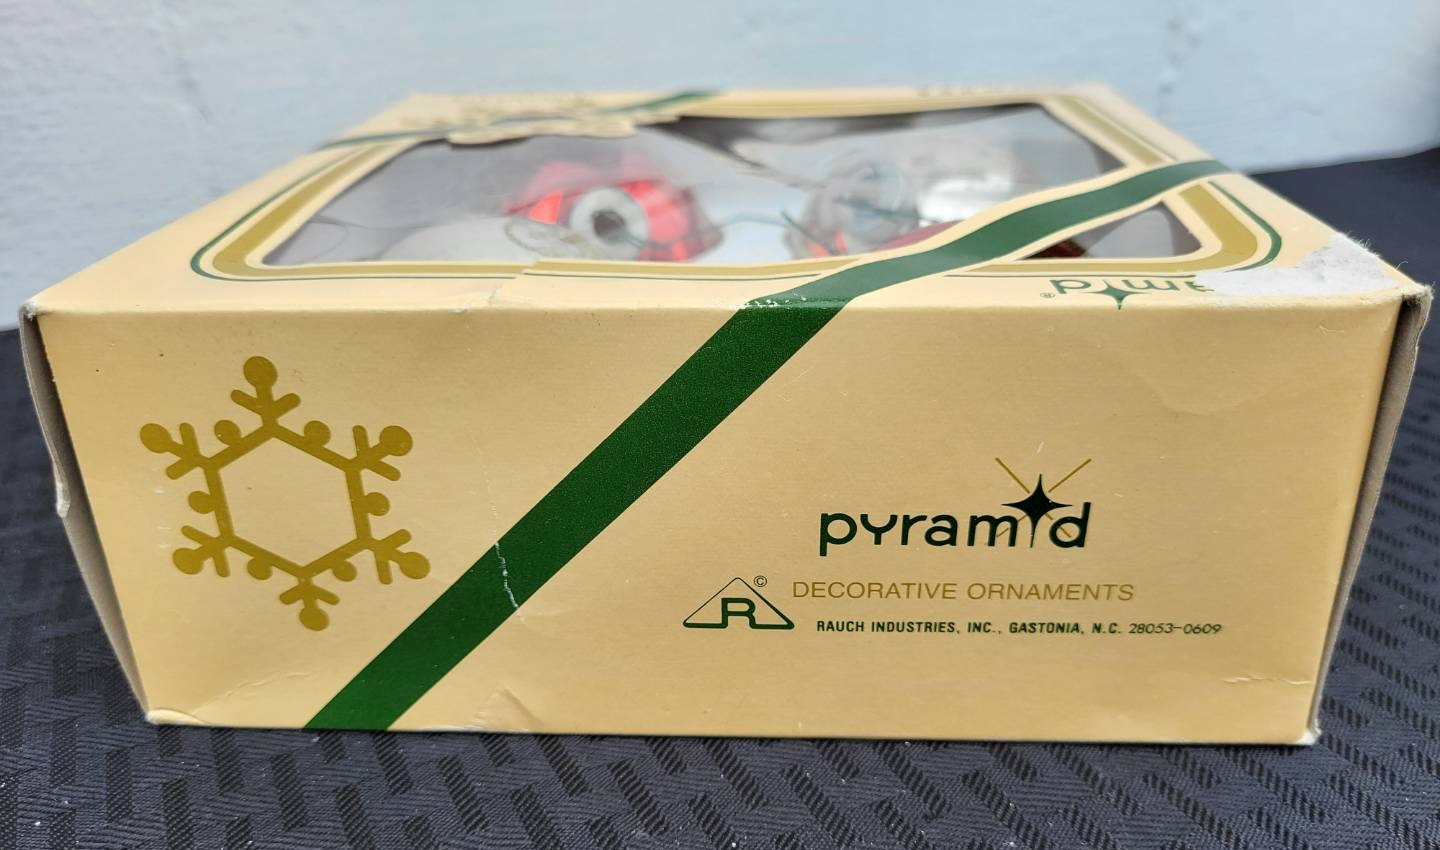 pyramid
DECORATIVE ORNAMENTS
R ©
RAUCH INDUSTRIES, INC., GASTONIA, N.C. 28053-0609